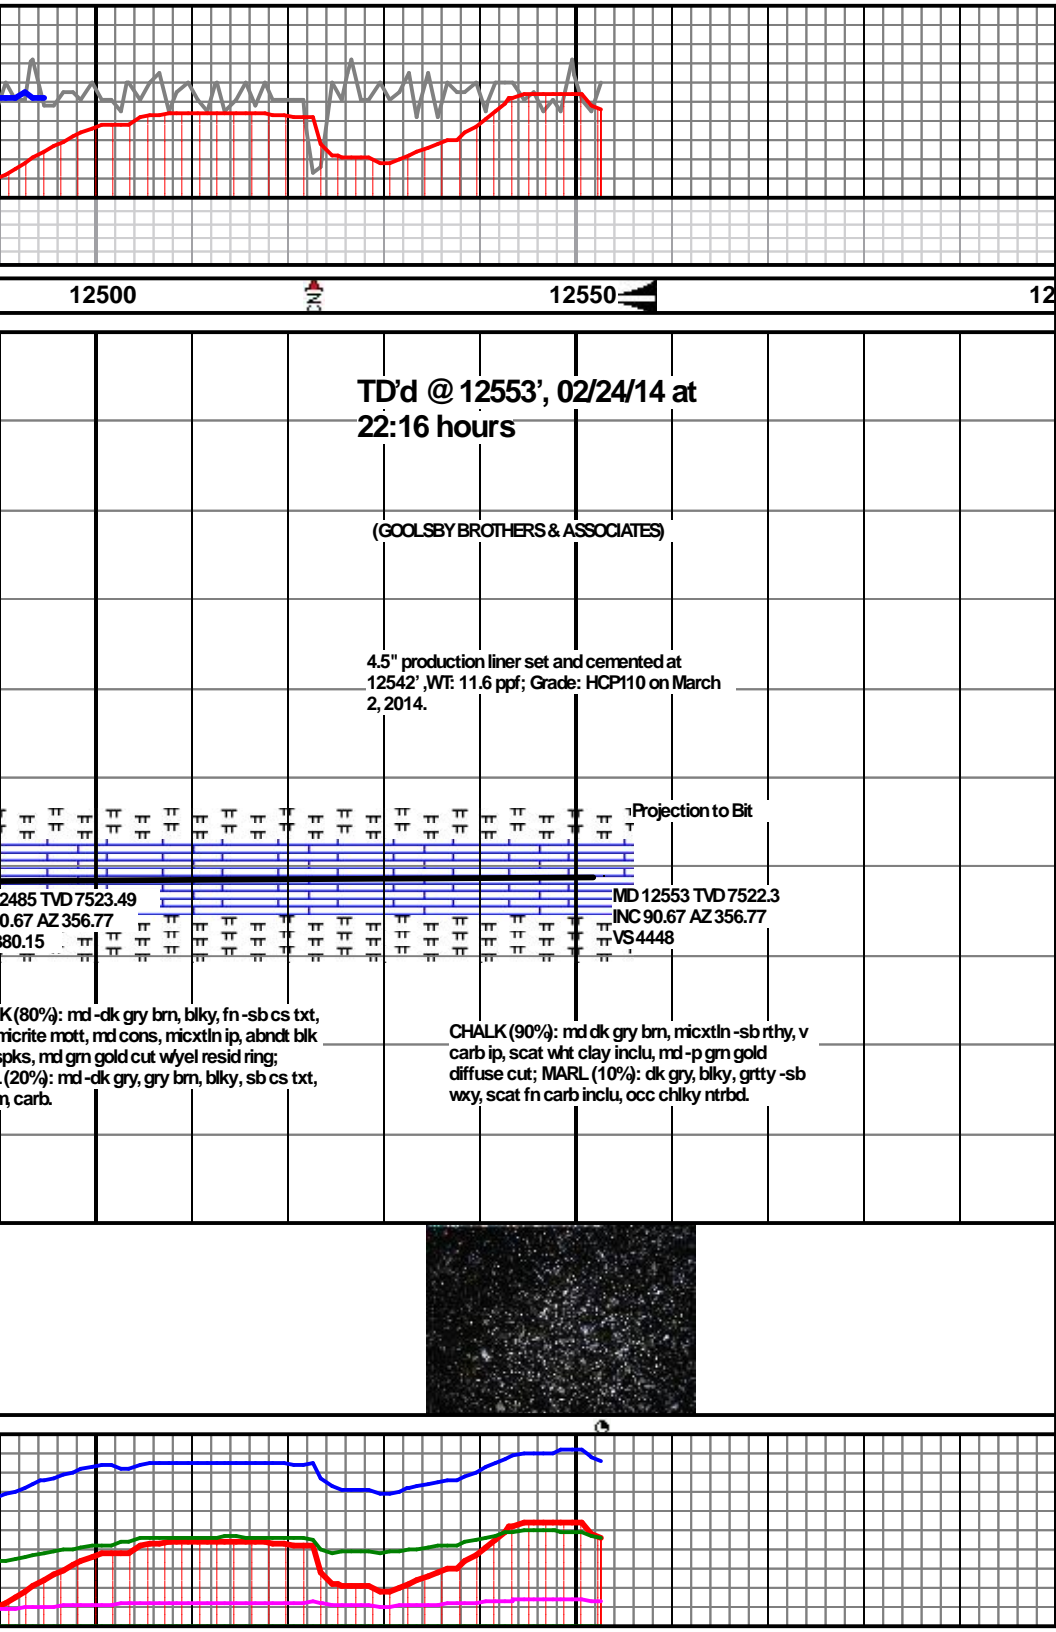 12500
CN
12550
12
TD'd @ 12553', 02/24/14 at
22:16 hours
(GOOLSBY BROTHERS & ASSOCIATES)
4.5" production liner set and cemented at
12542' ,WT: 11.6 ppf; Grade: HCP110 on March
2, 2014.
Projection to Bit
2485 TVD 7523.49
0.67 AZ 356.77
380.15
MD 12553 TVD 7522.3
INC 90.67 AZ 356.77
VS 4448
K (80%): md -dk gry brn, blky, fn -sb cs txt,
micrite mott, md cons, micxtln ip, abndt blk
spks, md grn gold cut w/yel resid ring;
(20%): md -dk gry, gry brn, blky, sb cs txt,
, carb.
CHALK (90%): md dk gry brn, micxtln -sb rthy, v
carb ip, scat wht clay inclu, md -p grn gold
diffuse cut; MARL (10%): dk gry, blky, grtty -sb
wxy, scat fn carb inclu, occ chlky ntrbd.